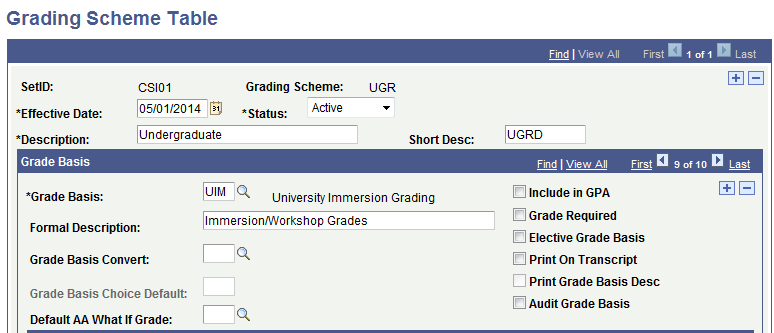 Grading Scheme Table
Find | View All First 1 of 1 Last
SetID: CSI01 Grading Scheme: UGR
*Effective Date: 05/01/2014 31 *Status: Active
*Description: Undergraduate Short Desc: UGRD
Grade Basis Find | View All First 9 of 10 Last
*Grade Basis: UIM University Immersion Grading Include in GPA
Formal Description: Immersion/Workshop Grades Grade Required
Elective Grade Basis
Grade Basis Convert: Print On Transcript
Grade Basis Choice Default: Print Grade Basis Desc
Default AA What If Grade: Audit Grade Basis